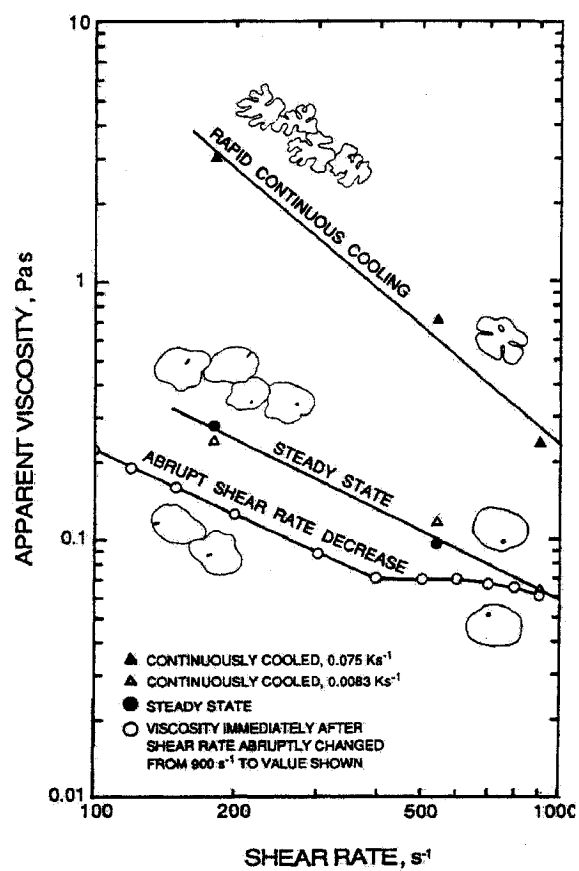 10
1
0.1
0.01
APPARENT VISCOSITY, Pas
RAPID CONTINUOUS COOLING
STEADY STATE
ABRUPT SHEAR RATE DECREASE
▲ CONTINUOUSLY COOLED, 0.075 Ks⁻¹
△ CONTINUOUSLY COOLED, 0.0083 Ks⁻¹
● STEADY STATE
○ VISCOSITY IMMEDIATELY AFTER
SHEAR RATE ABRUPTLY CHANGED
FROM 900 s⁻¹ TO VALUE SHOWN
100 200 500 1000
SHEAR RATE, s⁻¹